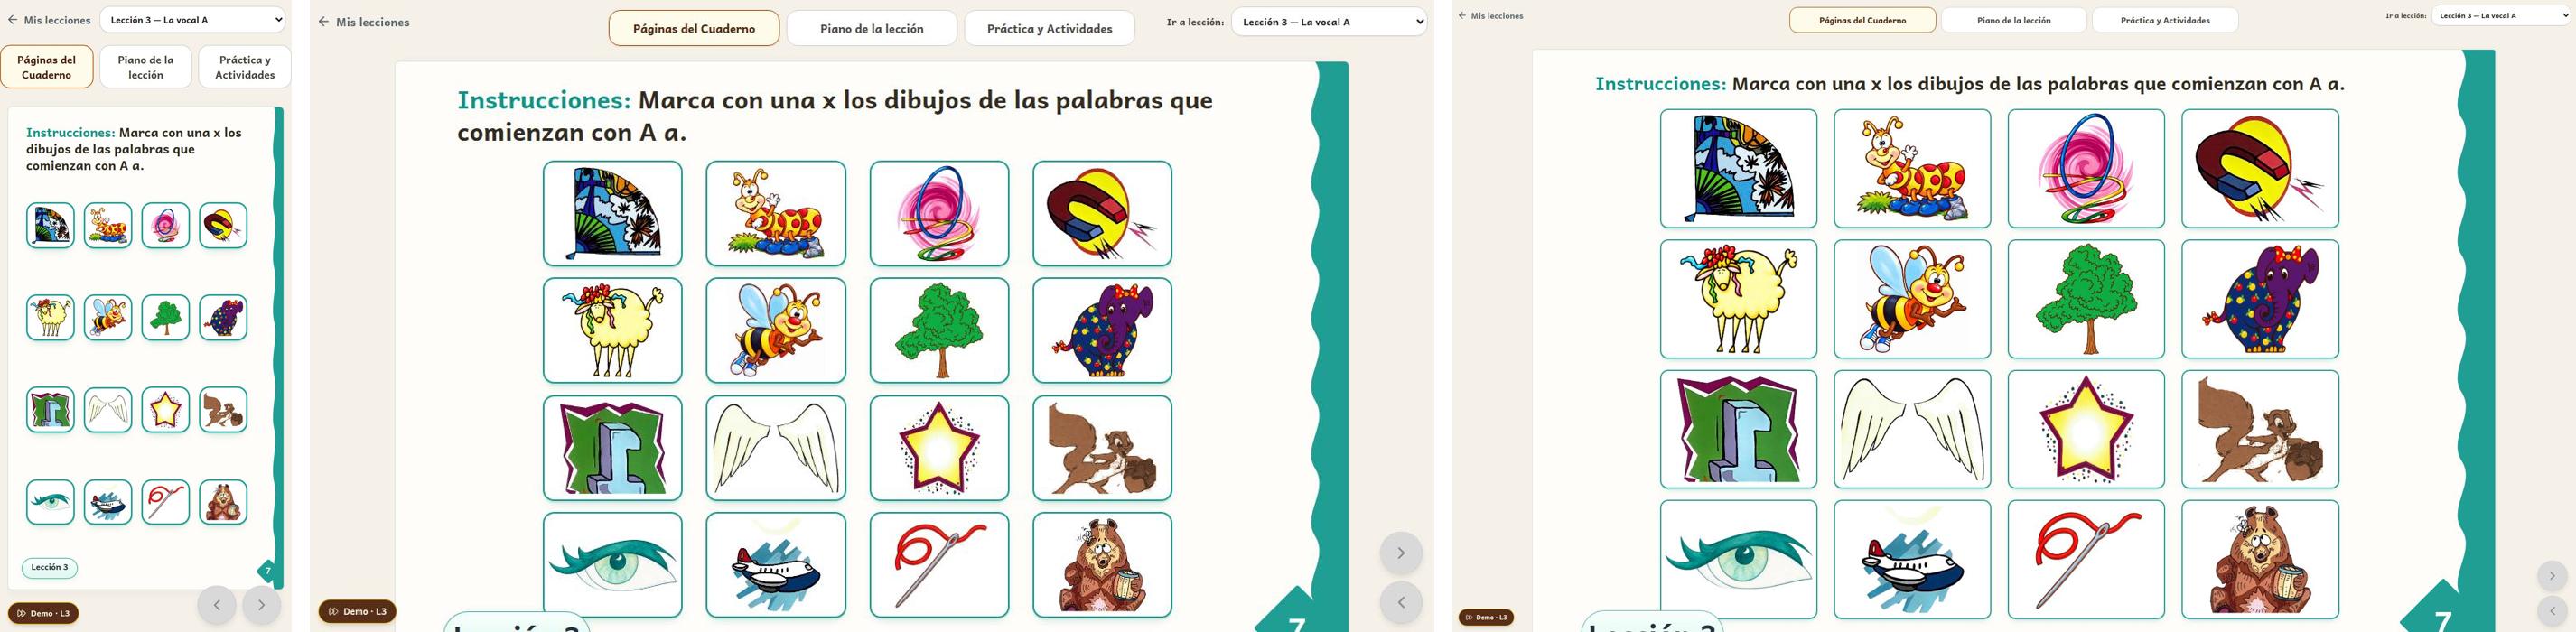 Mis lecciones
Lección 3 — La vocal A
Páginas del
Cuaderno
Piano de la
lección
Práctica y
Actividades
Instrucciones: Marca con una x los
dibujos de las palabras que
comienzan con A a.
Lección 3
7
Demo · L3
Mis lecciones
Páginas del Cuaderno
Piano de la lección
Práctica y Actividades
Ir a lección:
Lección 3 — La vocal A
Instrucciones: Marca con una x los dibujos de las palabras que
comienzan con A a.
Lección 3
7
Demo · L3
Mis lecciones
Páginas del Cuaderno
Piano de la lección
Práctica y Actividades
Ir a lección:
Lección 3 — La vocal A
Instrucciones: Marca con una x los dibujos de las palabras que comienzan con A a.
Lección 3
7
Demo · L3